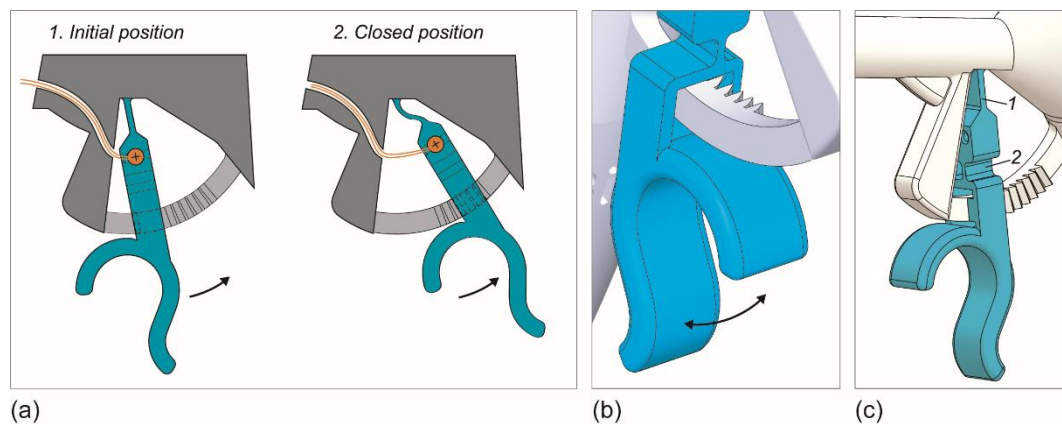 1. Initial position
2. Closed position
1
2
(a)
(b)
(c)